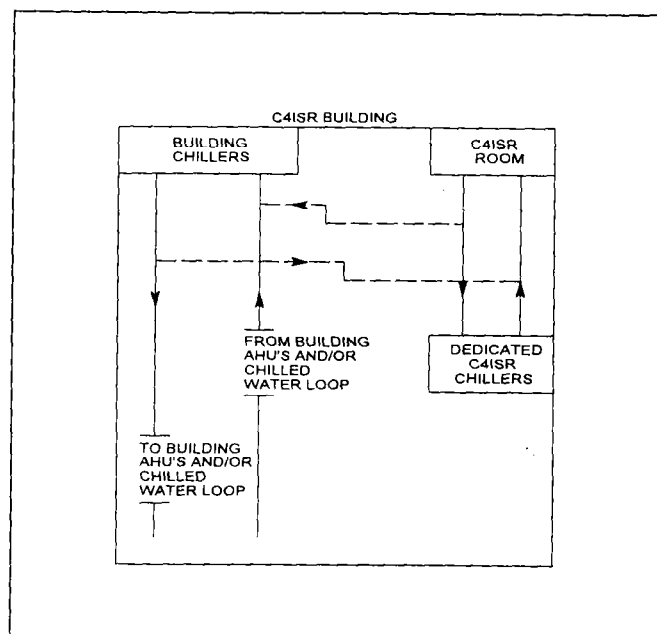 C4ISR BUILDING
BUILDING
CHILLERS
C4ISR
ROOM
FROM BUILDING
AHU'S AND/OR
CHILLED
WATER LOOP
DEDICATED
C4ISR
CHILLERS
TO BUILDING
AHU'S AND/OR
CHILLED
WATER LOOP